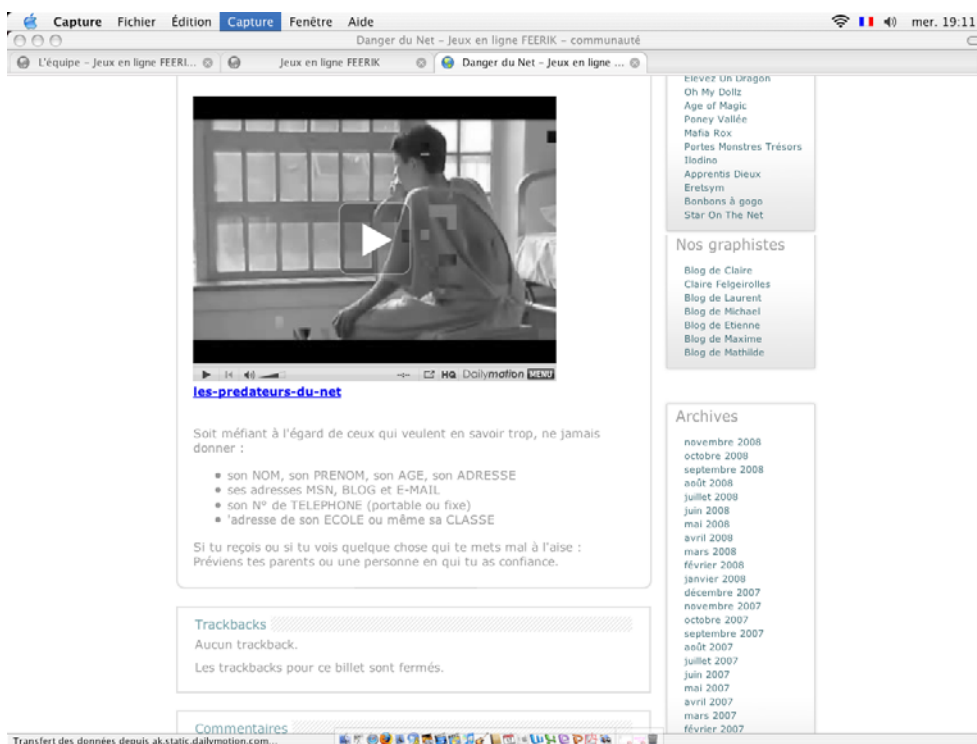 Capture Fichier Édition Capture Fenêtre Aide mer. 19:11
Danger du Net – Jeux en ligne FEERIK – communauté
L'équipe – Jeux en ligne FEERI... Jeux en ligne FEERIK Danger du Net – Jeux en ligne ...
HQ Dailymotion MENU
les-predateurs-du-net
Soit méfiant à l'égard de ceux qui veulent en savoir trop, ne jamais
donner :
son NOM, son PRENOM, son AGE, son ADRESSE
ses adresses MSN, BLOG et E-MAIL
son N° de TELEPHONE (portable ou fixe)
'adresse de son ECOLE ou même sa CLASSE
Si tu reçois ou si tu vois quelque chose qui te mets mal à l'aise :
Préviens tes parents ou une personne en qui tu as confiance.
Trackbacks
Aucun trackback.
Les trackbacks pour ce billet sont fermés.
Commentaires
Elevez Un Dragon
Oh My Dollz
Age of Magic
Poney Vallée
Mafia Rox
Portes Monstres Trésors
Ilodino
Apprentis Dieux
Eretsym
Bonbons à gogo
Star On The Net
Nos graphistes
Blog de Claire
Claire Felgeirolles
Blog de Laurent
Blog de Michael
Blog de Etienne
Blog de Maxime
Blog de Mathilde
Archives
novembre 2008
octobre 2008
septembre 2008
août 2008
juillet 2008
juin 2008
mai 2008
avril 2008
mars 2008
février 2008
janvier 2008
décembre 2007
novembre 2007
octobre 2007
septembre 2007
août 2007
juillet 2007
juin 2007
mai 2007
avril 2007
mars 2007
février 2007
Transfert des données depuis ak.static.dailymotion.com...